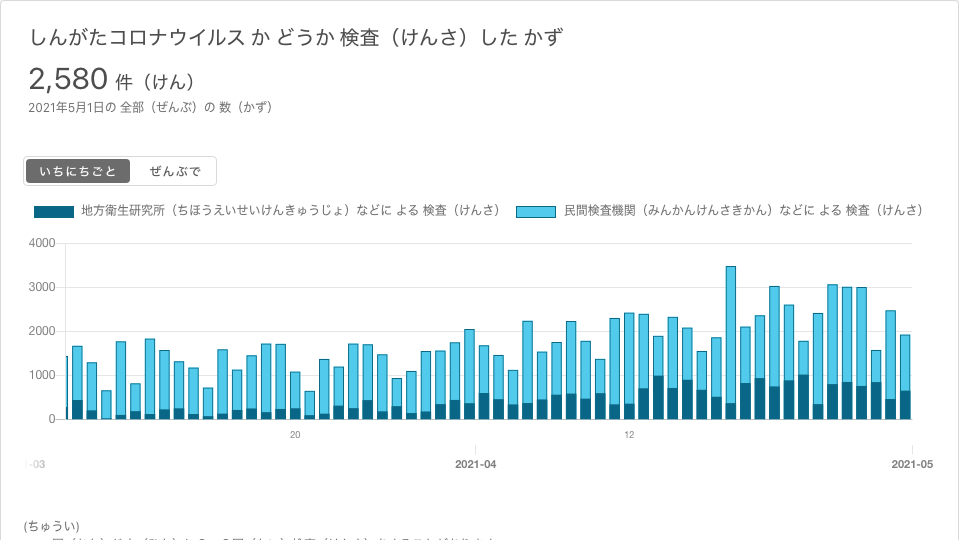 しんがたコロナウイルス か どうか 検査（けんさ）した かず
2,580 件（けん）
2021年5月1日の 全部（ぜんぶ）の 数（かず）
いちにちごと ぜんぶで
地方衛生研究所（ちほうえいせいけんきゅうじょ）などに よる 検査（けんさ） 民間検査機関（みんかんけんさきかん）などに よる 検査（けんさ）
4000
3000
2000
1000
0
20 12
-03 2021-04 2021-05
(ちゅうい)